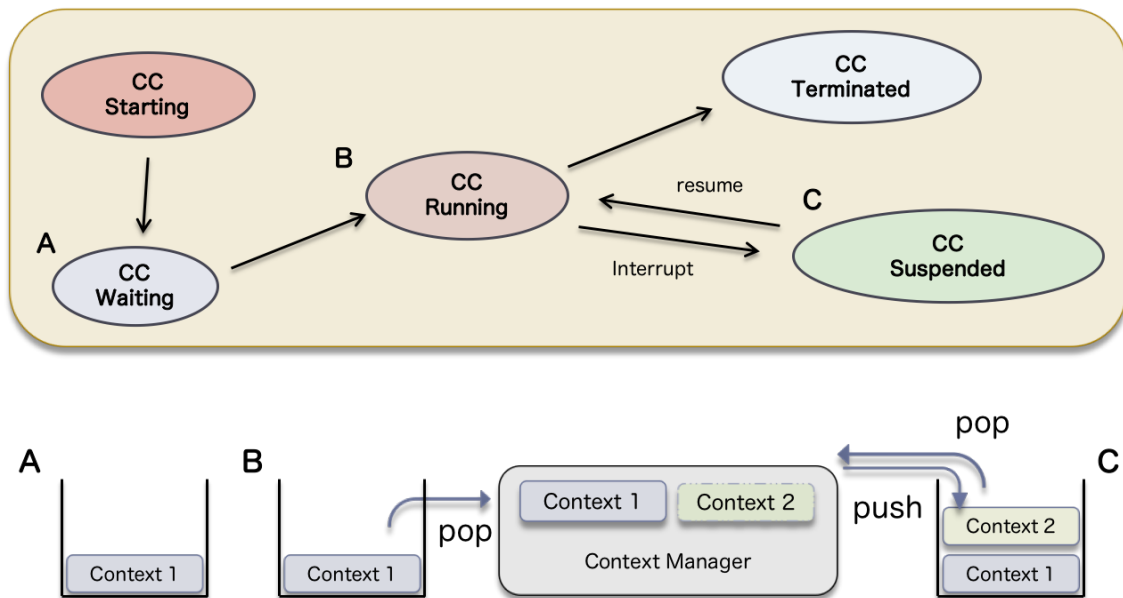 CC
Starting
CC
Terminated
B
CC
Running
resume
C
A
CC
Waiting
Interrupt
CC
Suspended
pop
A
B
C
Context 1
Context 2
push
pop
Context 2
Context Manager
Context 1
Context 1
Context 1